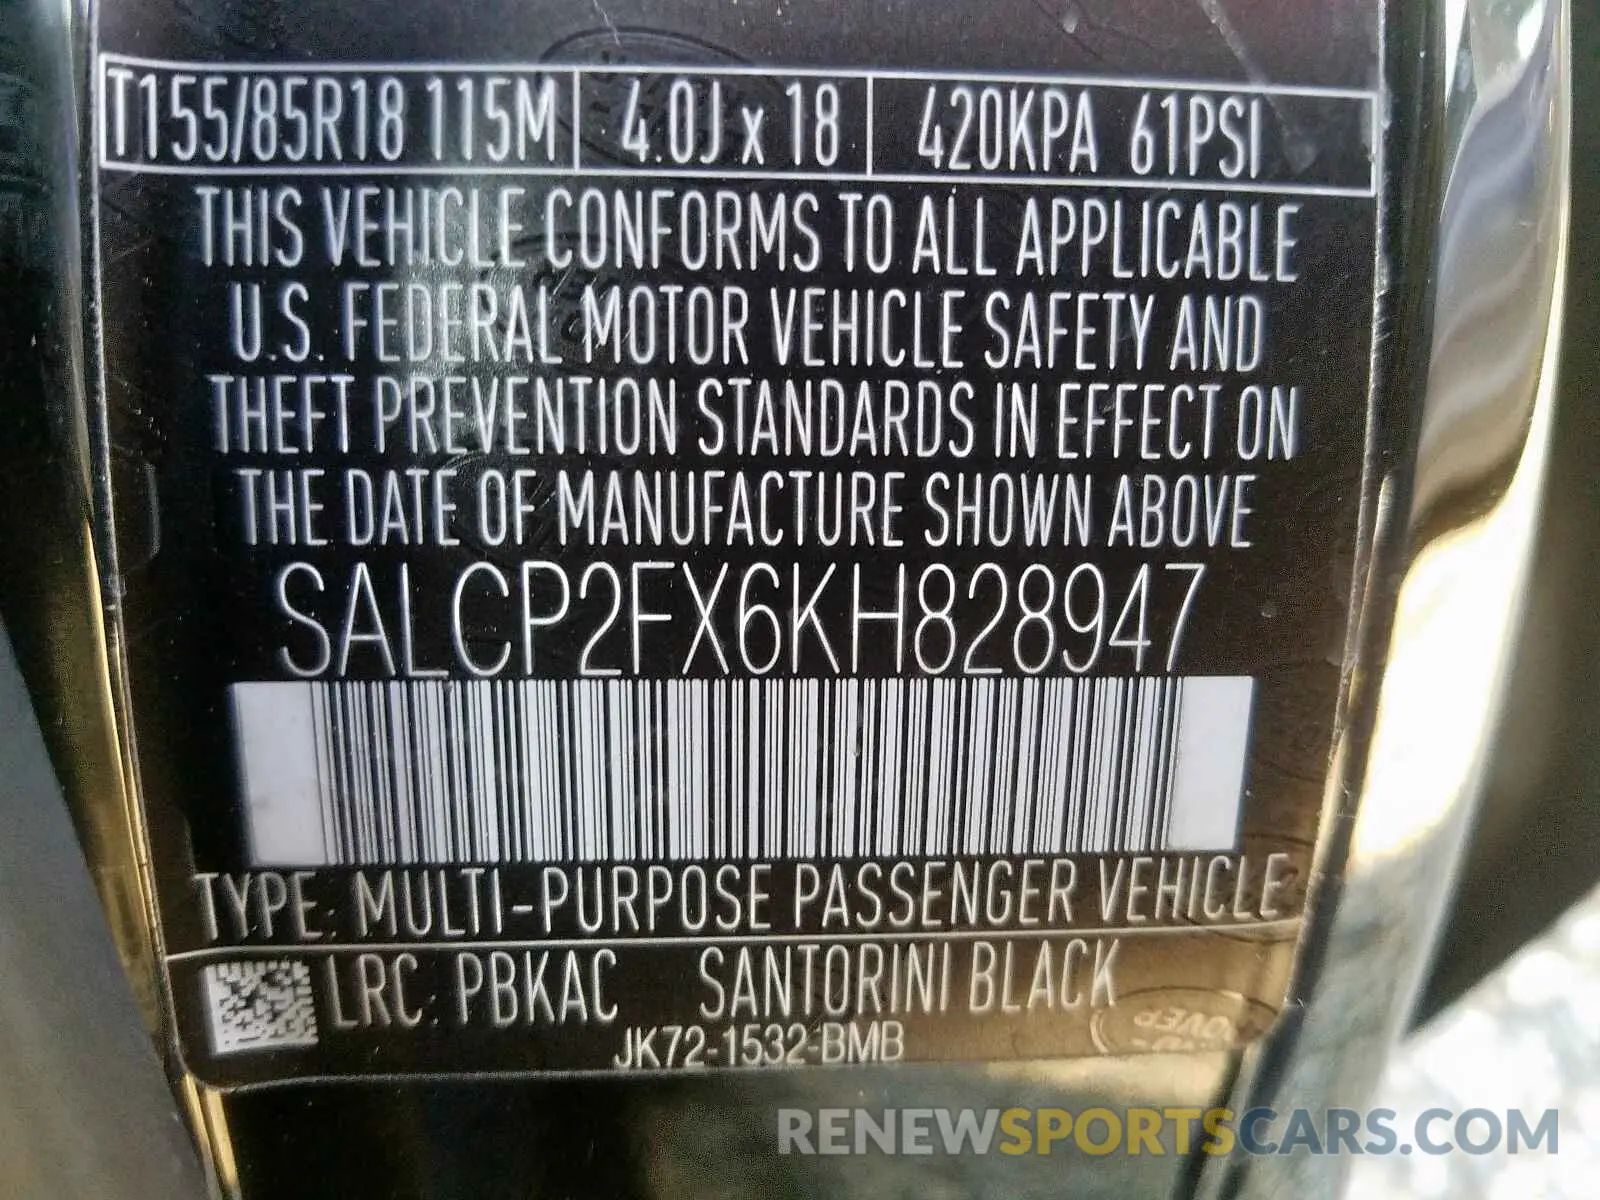 T155/85R18 115M 4.0J x 18 420KPA 61PSI
THIS VEHICLE CONFORMS TO ALL APPLICABLE
U.S. FEDERAL MOTOR VEHICLE SAFETY AND
THEFT PREVENTION STANDARDS IN EFFECT ON
THE DATE OF MANUFACTURE SHOWN ABOVE
SALCP2FX6KH828947
TYPE: MULTI-PURPOSE PASSENGER VEHICLE
LRC: PBKAC SANTORINI BLACK
JK72-1532-BMB
RENEWSPORTSCARS.COM